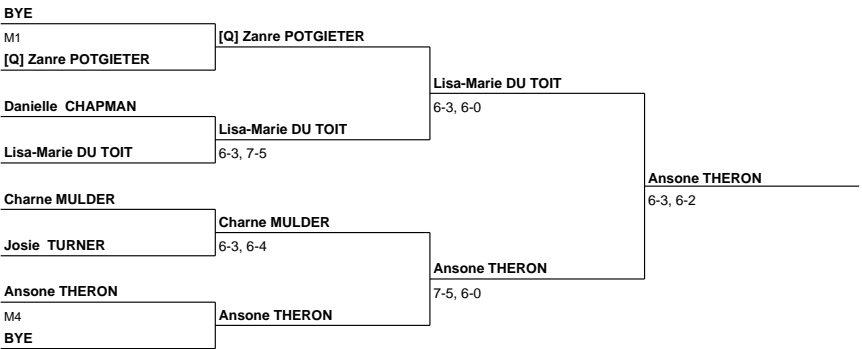 BYE
M1
[Q] Zanre POTGIETER
[Q] Zanre POTGIETER
Danielle CHAPMAN
Lisa-Marie DU TOIT
Lisa-Marie DU TOIT
6-3, 7-5
Lisa-Marie DU TOIT
6-3, 6-0
Charne MULDER
Josie TURNER
Charne MULDER
6-3, 6-4
Ansone THERON
M4
BYE
Ansone THERON
Ansone THERON
7-5, 6-0
Ansone THERON
6-3, 6-2